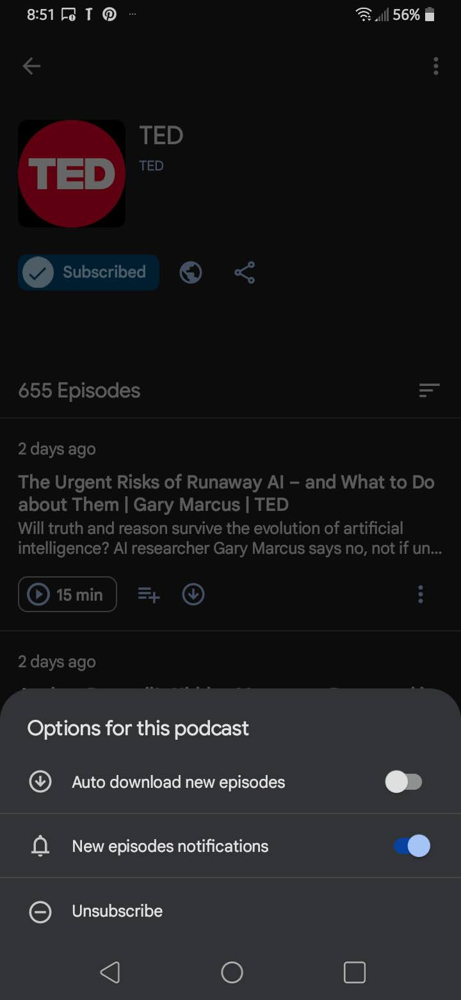 8:51 56%
TED
TED
TED
Subscribed
655 Episodes
2 days ago
The Urgent Risks of Runaway AI – and What to Do
about Them | Gary Marcus | TED
Will truth and reason survive the evolution of artificial
intelligence? AI researcher Gary Marcus says no, not if un...
15 min
2 days ago
Options for this podcast
Auto download new episodes
New episodes notifications
Unsubscribe